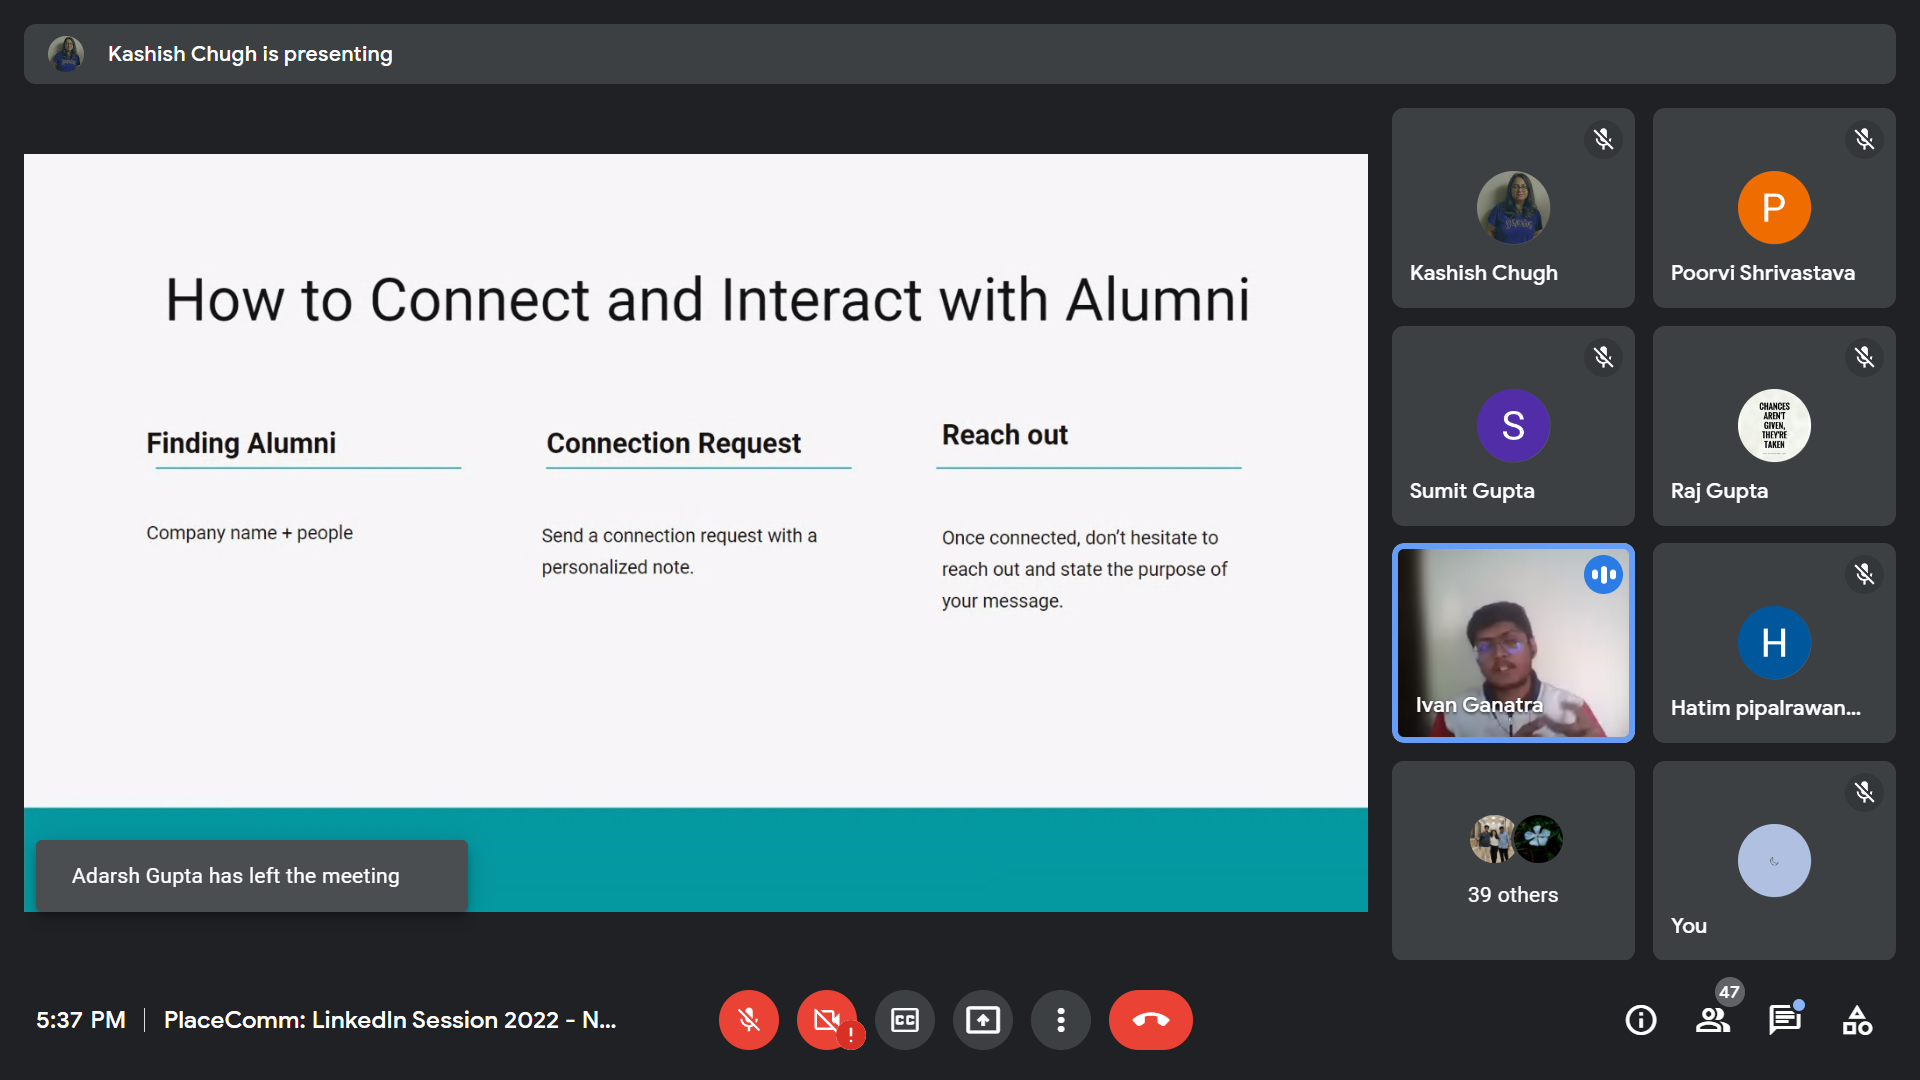 Kashish Chugh is presenting
How to Connect and Interact with Alumni
Finding Alumni
Connection Request
Reach out
Company name + people
Send a connection request with a
personalized note.
Once connected, don't hesitate to
reach out and state the purpose of
your message.
Adarsh Gupta has left the meeting
Kashish Chugh
P
Poorvi Shrivastava
S
Sumit Gupta
CHANCES
AREN'T
GIVEN,
THEY'RE
TAKEN
Raj Gupta
Ivan Ganatra
H
Hatim pipalrawan...
39 others
You
5:37 PM
PlaceComm: LinkedIn Session 2022 - N...
!
CC
47